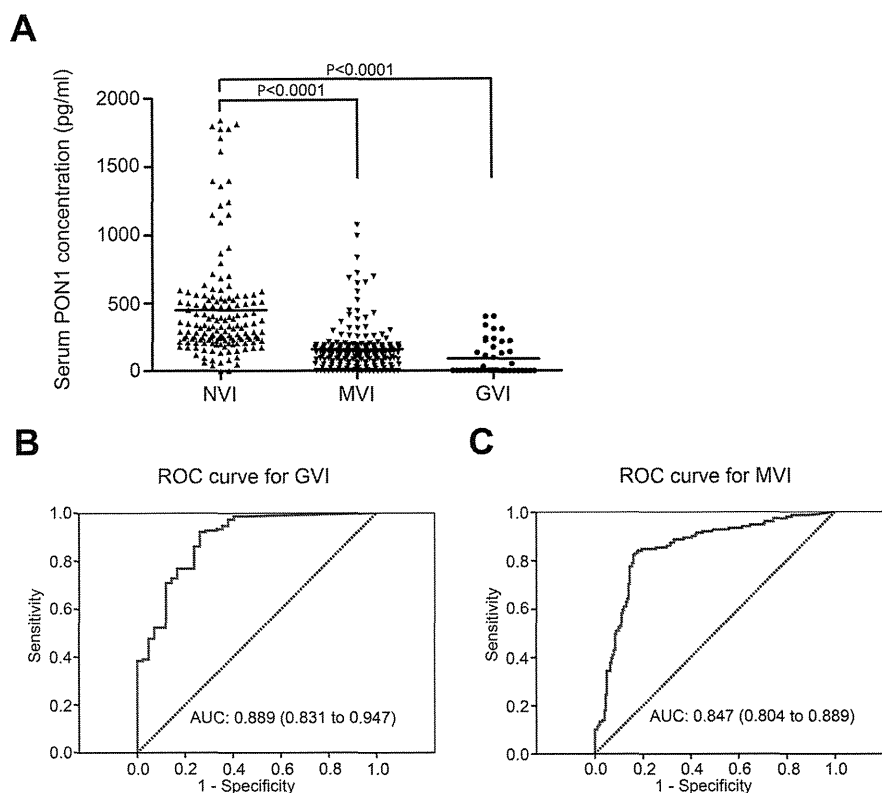 A
Serum PON1 concentration (pg/ml)
2000
1500
1000
500
0
P<0.0001
P<0.0001
NVI
MVI
GVI
B
ROC curve for GVI
Sensitivity
1.0
0.8
0.6
0.4
0.2
0.0
AUC: 0.889 (0.831 to 0.947)
0.0 0.2 0.4 0.6 0.8 1.0
1 - Specificity
C
ROC curve for MVI
Sensitivity
1.0
0.8
0.6
0.4
0.2
0.0
AUC: 0.847 (0.804 to 0.889)
0.0 0.2 0.4 0.6 0.8 1.0
1 - Specificity